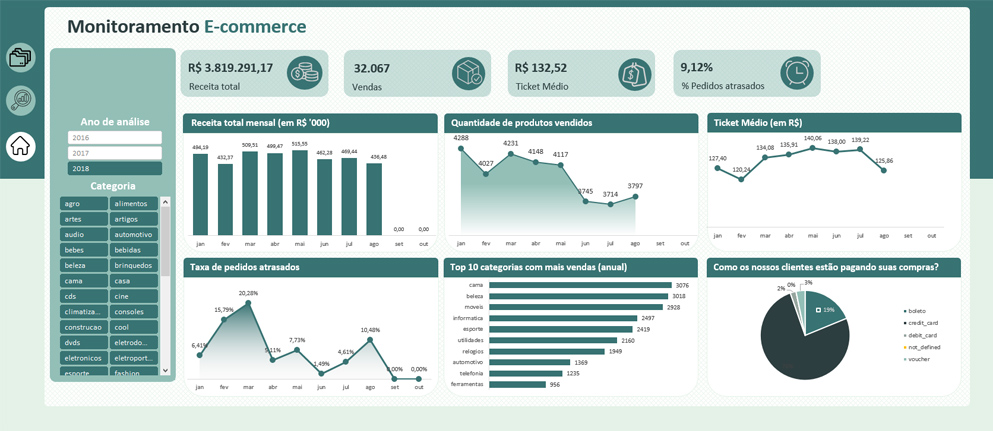 Monitoramento E-commerce
R$ 3.819.291,17
Receita total
32.067
Vendas
R$ 132,52
Ticket Médio
9,12%
% Pedidos atrasados
Ano de análise
2016
2017
2018
Categoria
agro alimentos
artes artigos
audio automotivo
bebes bebidas
beleza brinquedos
cama casa
cds cine
climatiza... consoles
construcao cool
dvds eletrodo...
eletronicos eletroport...
esporte fashion
Receita total mensal (em R$ '000)
494,19 432,37 509,51 499,47 515,55 462,28 469,44 436,48 0,00 0,00
jan fev mar abr mai jun jul ago set out
Quantidade de produtos vendidos
4288 4027 4231 4148 4117 3745 3714 3797
jan fev mar abr mai jun jul ago set out
Ticket Médio (em R$)
127,40 120,24 134,08 135,91 140,06 138,00 139,22 125,86
jan fev mar abr mai jun jul ago set out
Taxa de pedidos atrasados
6,41% 15,79% 20,28% 5,11% 7,73% 1,49% 4,61% 10,48% 0,00% 0,00%
jan fev mar abr mai jun jul ago set out
Top 10 categorias com mais vendas (anual)
cama 3076
beleza 3018
moveis 2928
informatica 2497
esporte 2419
utilidades 2160
relogios 1949
automotivo 1369
telefonia 1235
ferramentas 956
Como os nossos clientes estão pagando suas compras?
2% 0% 3%
19%
boleto
credit_card
debit_card
not_defined
voucher